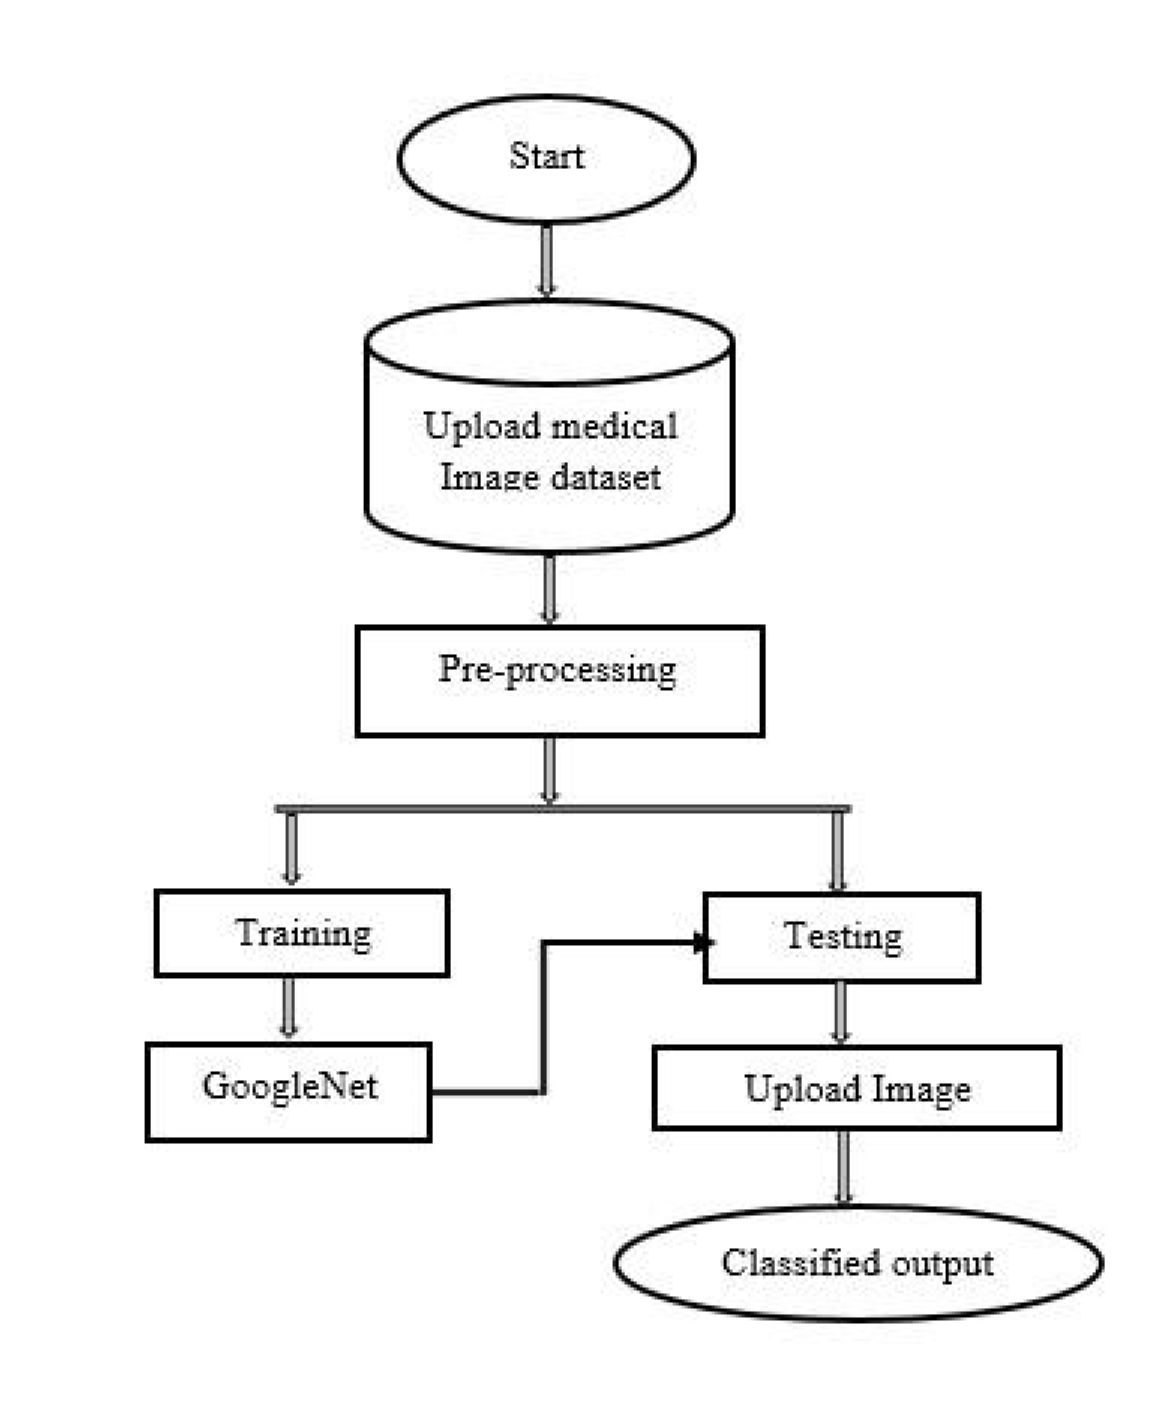 Start
Upload medical
Image dataset
Pre-processing
Training
Testing
GoogleNet
Upload Image
Classified output